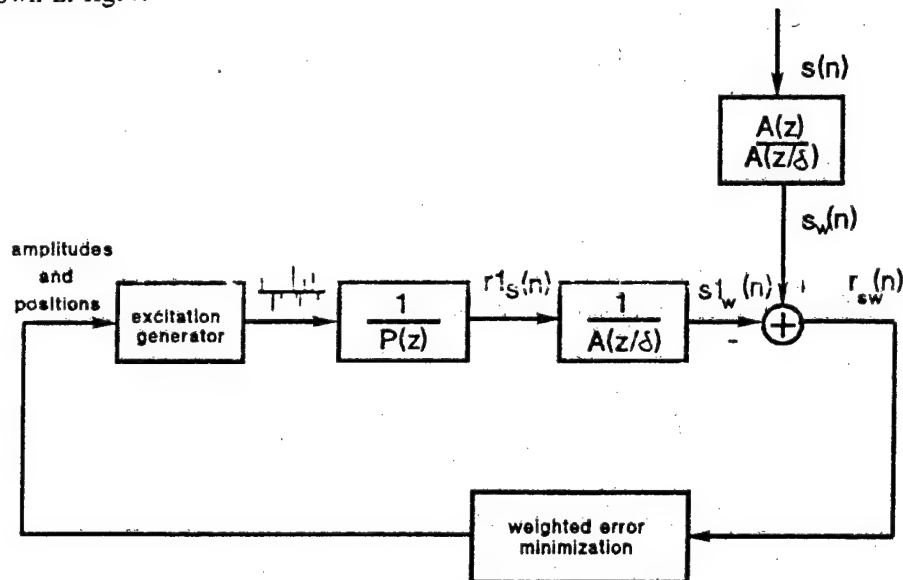 s(n)
A(z)
A(z/δ)
s_w(n)
amplitudes
and
positions
excitation
generator
1
P(z)
r1_s(n)
1
A(z/δ)
s1_w(n)
+
-
+
r_sw(n)
weighted error
minimization